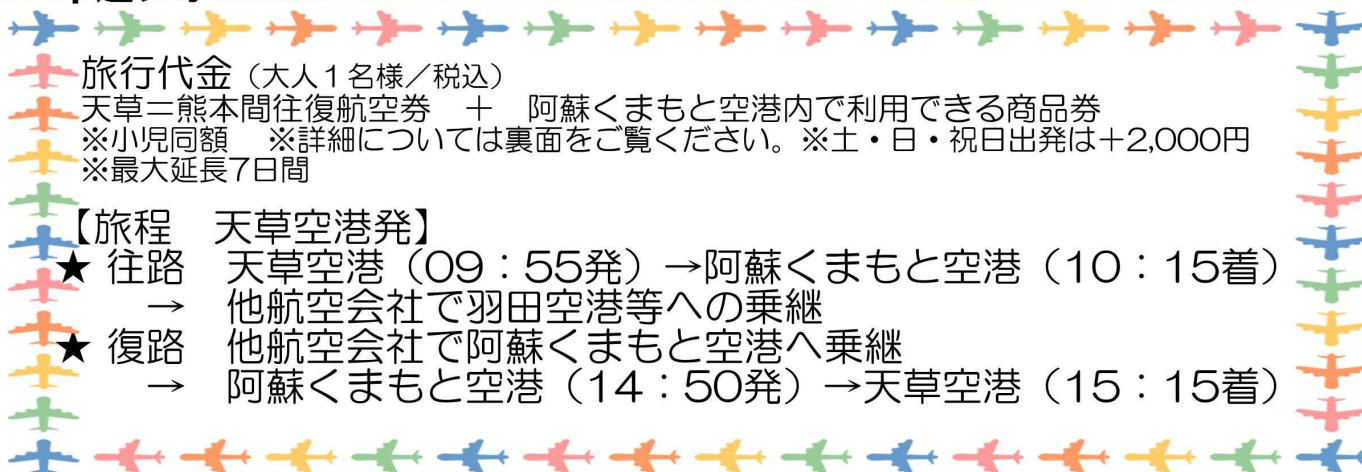 旅行代金（大人１名様／税込）
天草＝熊本間往復航空券　＋　阿蘇くまもと空港内で利用できる商品券
※小児同額　※詳細については裏面をご覧ください。※土・日・祝日出発は＋2,000円
※最大延長7日間
【旅程　天草空港発】
★ 往路　天草空港（09：55発）→阿蘇くまもと空港（10：15着）
→　他航空会社で羽田空港等への乗継
★ 復路　他航空会社で阿蘇くまもと空港へ乗継
→　阿蘇くまもと空港（14：50発）→天草空港（15：15着）